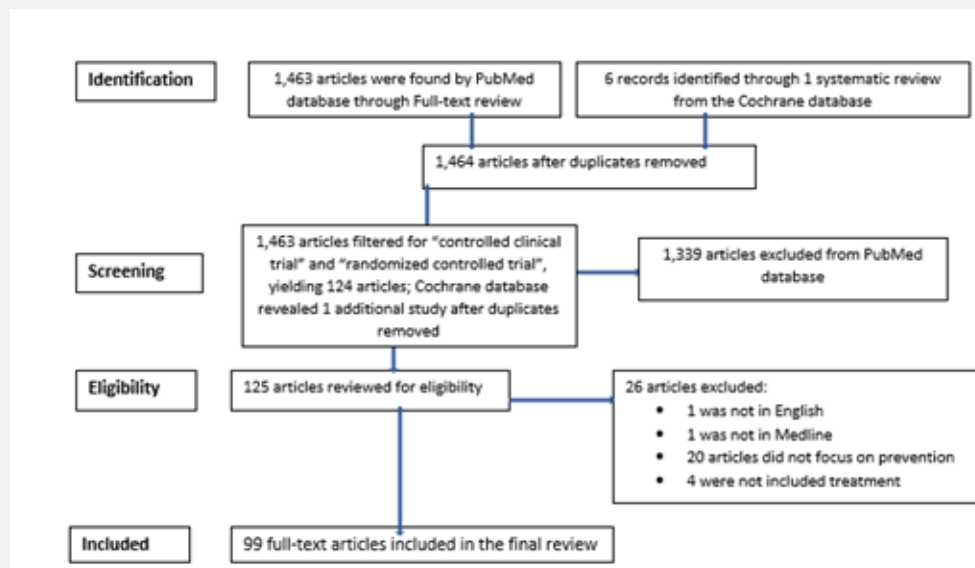 Identification
1,463 articles were found by PubMed
database through Full-text review
6 records identified through 1 systematic review
from the Cochrane database
1,464 articles after duplicates removed
Screening
1,463 articles filtered for “controlled clinical
trial” and “randomized controlled trial”,
yielding 124 articles; Cochrane database
revealed 1 additional study after duplicates
removed
1,339 articles excluded from PubMed
database
Eligibility
125 articles reviewed for eligibility
26 articles excluded:
• 1 was not in English
• 1 was not in Medline
• 20 articles did not focus on prevention
• 4 were not included treatment
Included
99 full-text articles included in the final review